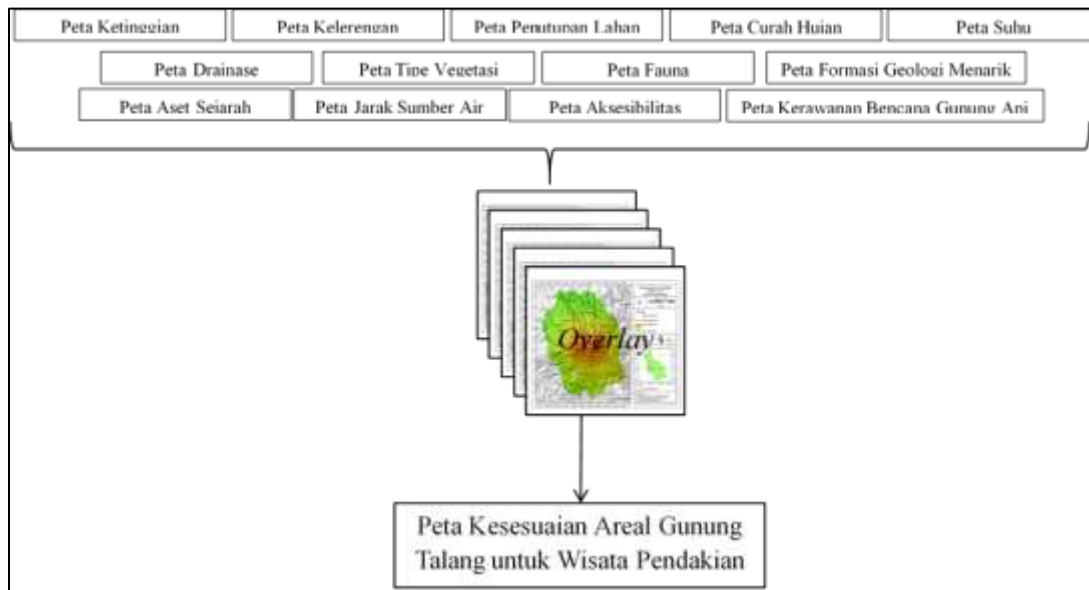 Peta Ketinggian
Peta Kelerengan
Peta Penutupan Lahan
Peta Curah Hujan
Peta Suhu
Peta Drainase
Peta Tipe Vegetasi
Peta Fauna
Peta Formasi Geologi Menarik
Peta Aset Sejarah
Peta Jarak Sumber Air
Peta Aksesibilitas
Peta Kerawanan Bencana Gunung Api
Overlay
Peta Kesesuaian Areal Gunung
Talang untuk Wisata Pendakian